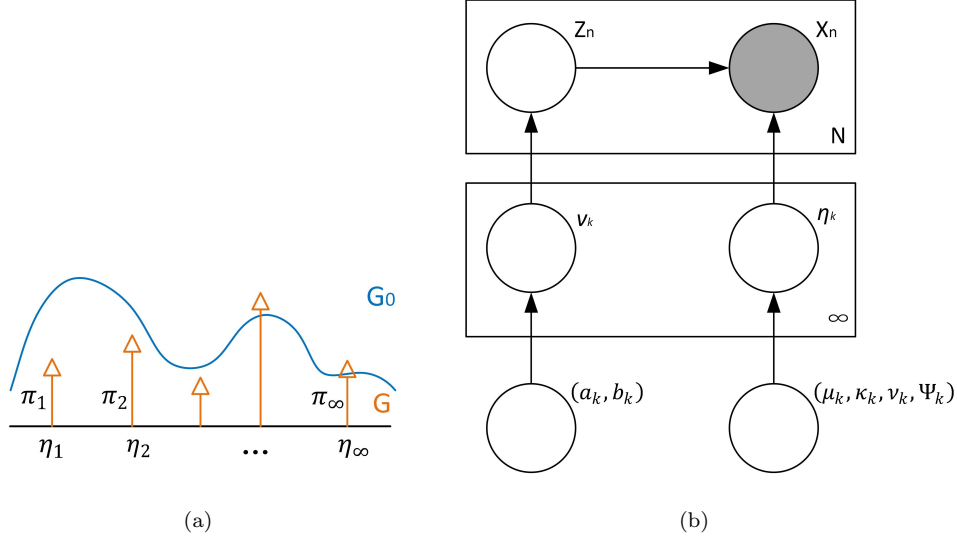 G₀
π₁
π₂
π∞
G
η₁
η₂
...
η∞
(a)
Zₙ
Xₙ
N
νₖ
ηₖ
∞
(aₖ, bₖ)
(μₖ, κₖ, νₖ, Ψₖ)
(b)